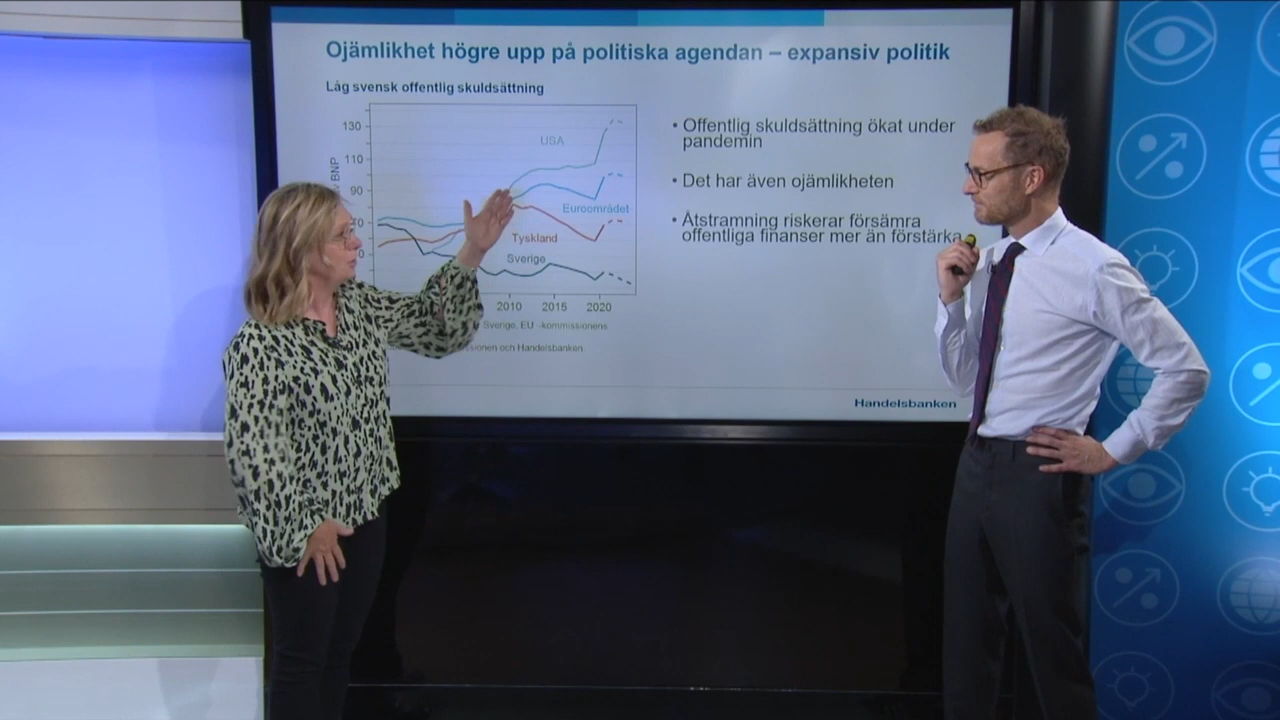 Ojämlikhet högre upp på politiska agendan – expansiv politik
Låg svensk offentlig skuldsättning
130
110
90
BNP
USA
Euroområdet
Tyskland
Sverige
2010 2015 2020
Sverige, EU -kommissionens
och Handelsbanken
• Offentlig skuldsättning ökat under
pandemin
• Det har även ojämlikheten
• Åtstramning riskerar försämra
offentliga finanser mer än förstärka
Handelsbanken